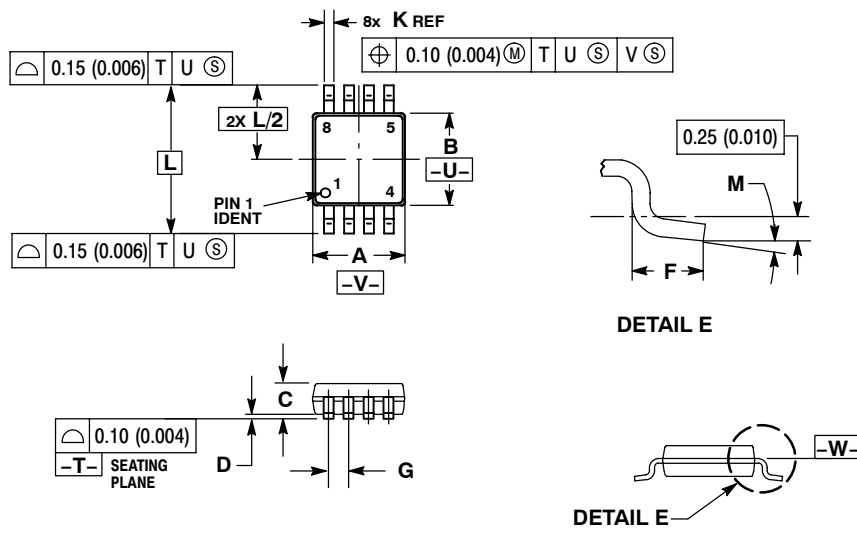 8x K REF
⌖ 0.10 (0.004) Ⓜ T U Ⓢ V Ⓢ
⌓ 0.15 (0.006) T U Ⓢ
2X L/2
8 5
B
–U–
L
1
4
PIN 1
IDENT
⌓ 0.15 (0.006) T U Ⓢ
A
–V–
0.25 (0.010)
M
F
DETAIL E
C
⌓ 0.10 (0.004)
–T– SEATING
PLANE
D
G
–W–
DETAIL E